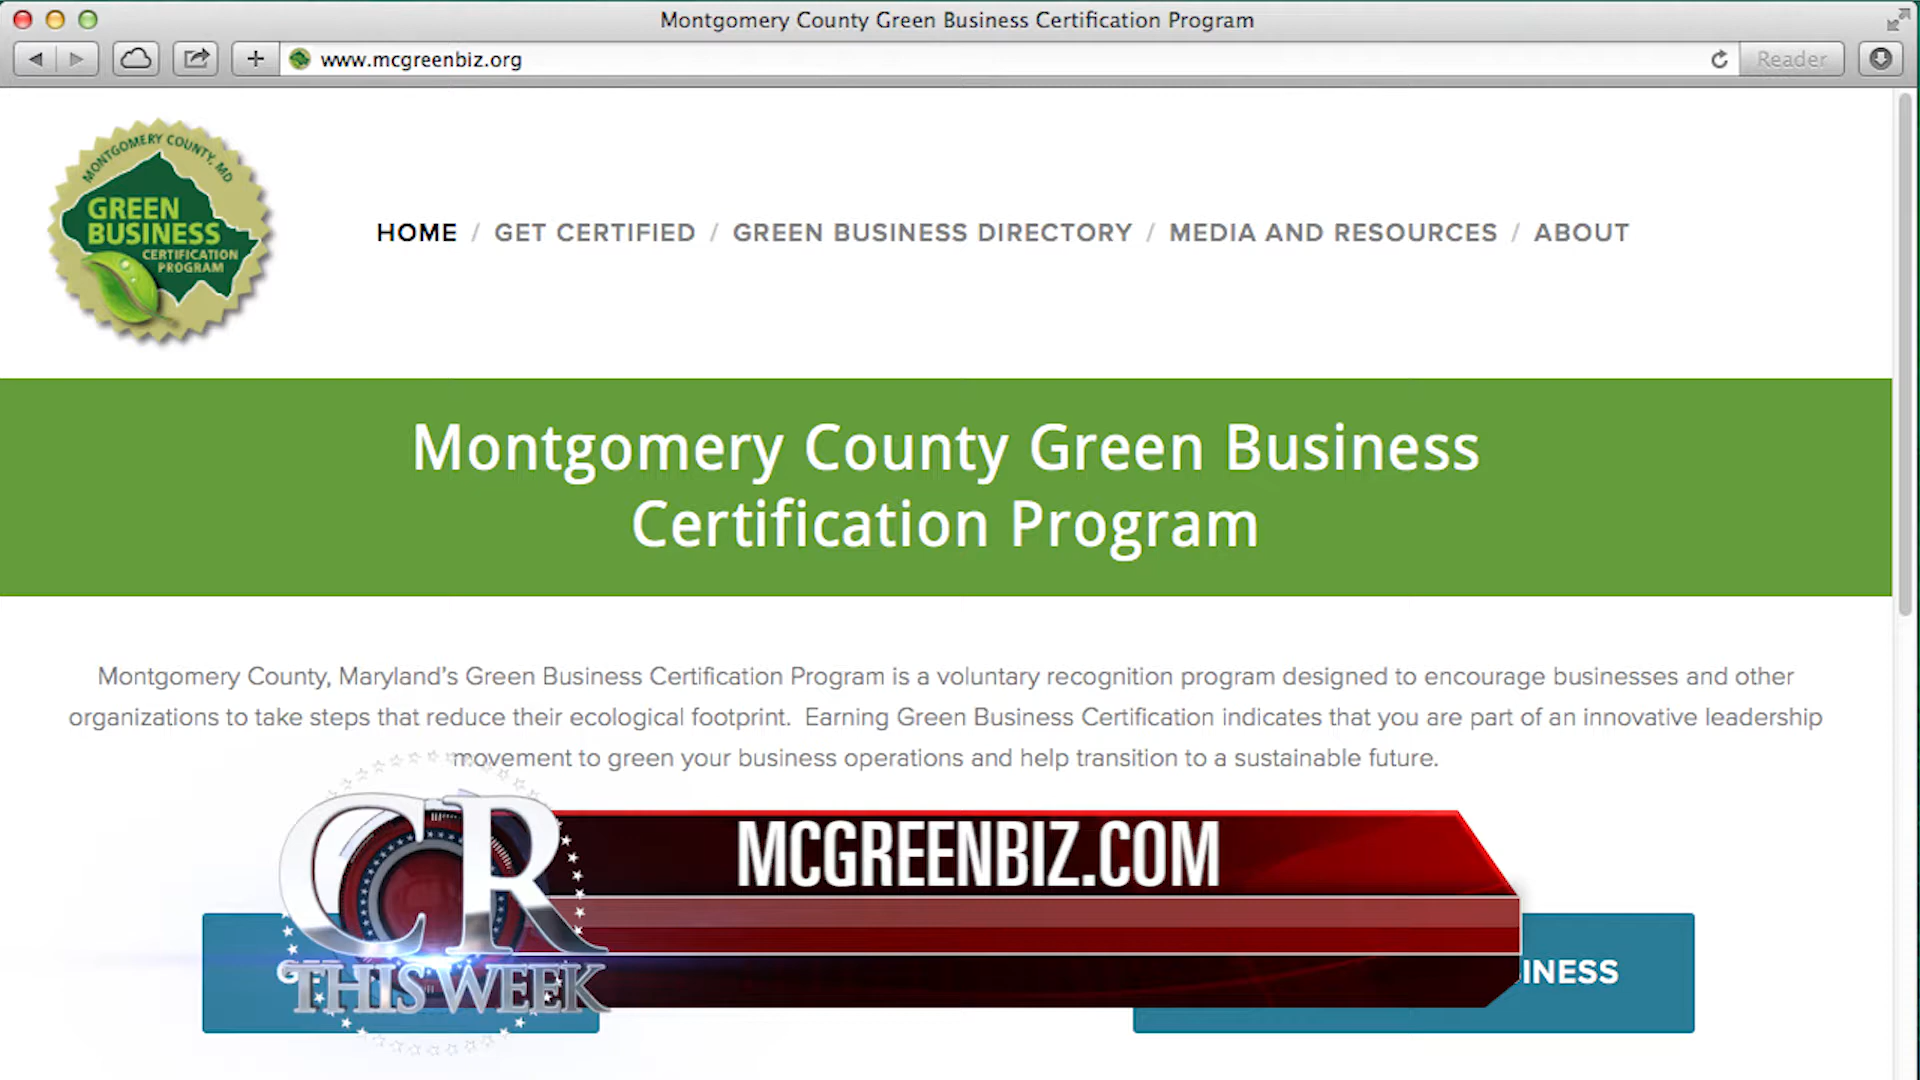 Montgomery County Green Business Certification Program
www.mcgreenbiz.org
Reader
MONTGOMERY COUNTY, MD
GREEN
BUSINESS
CERTIFICATION
PROGRAM
HOME / GET CERTIFIED / GREEN BUSINESS DIRECTORY / MEDIA AND RESOURCES / ABOUT
Montgomery County Green Business
Certification Program
Montgomery County, Maryland's Green Business Certification Program is a voluntary recognition program designed to encourage businesses and other
organizations to take steps that reduce their ecological footprint. Earning Green Business Certification indicates that you are part of an innovative leadership
movement to green your business operations and help transition to a sustainable future.
MCGREENBIZ.COM
CR
THIS WEEK
INESS